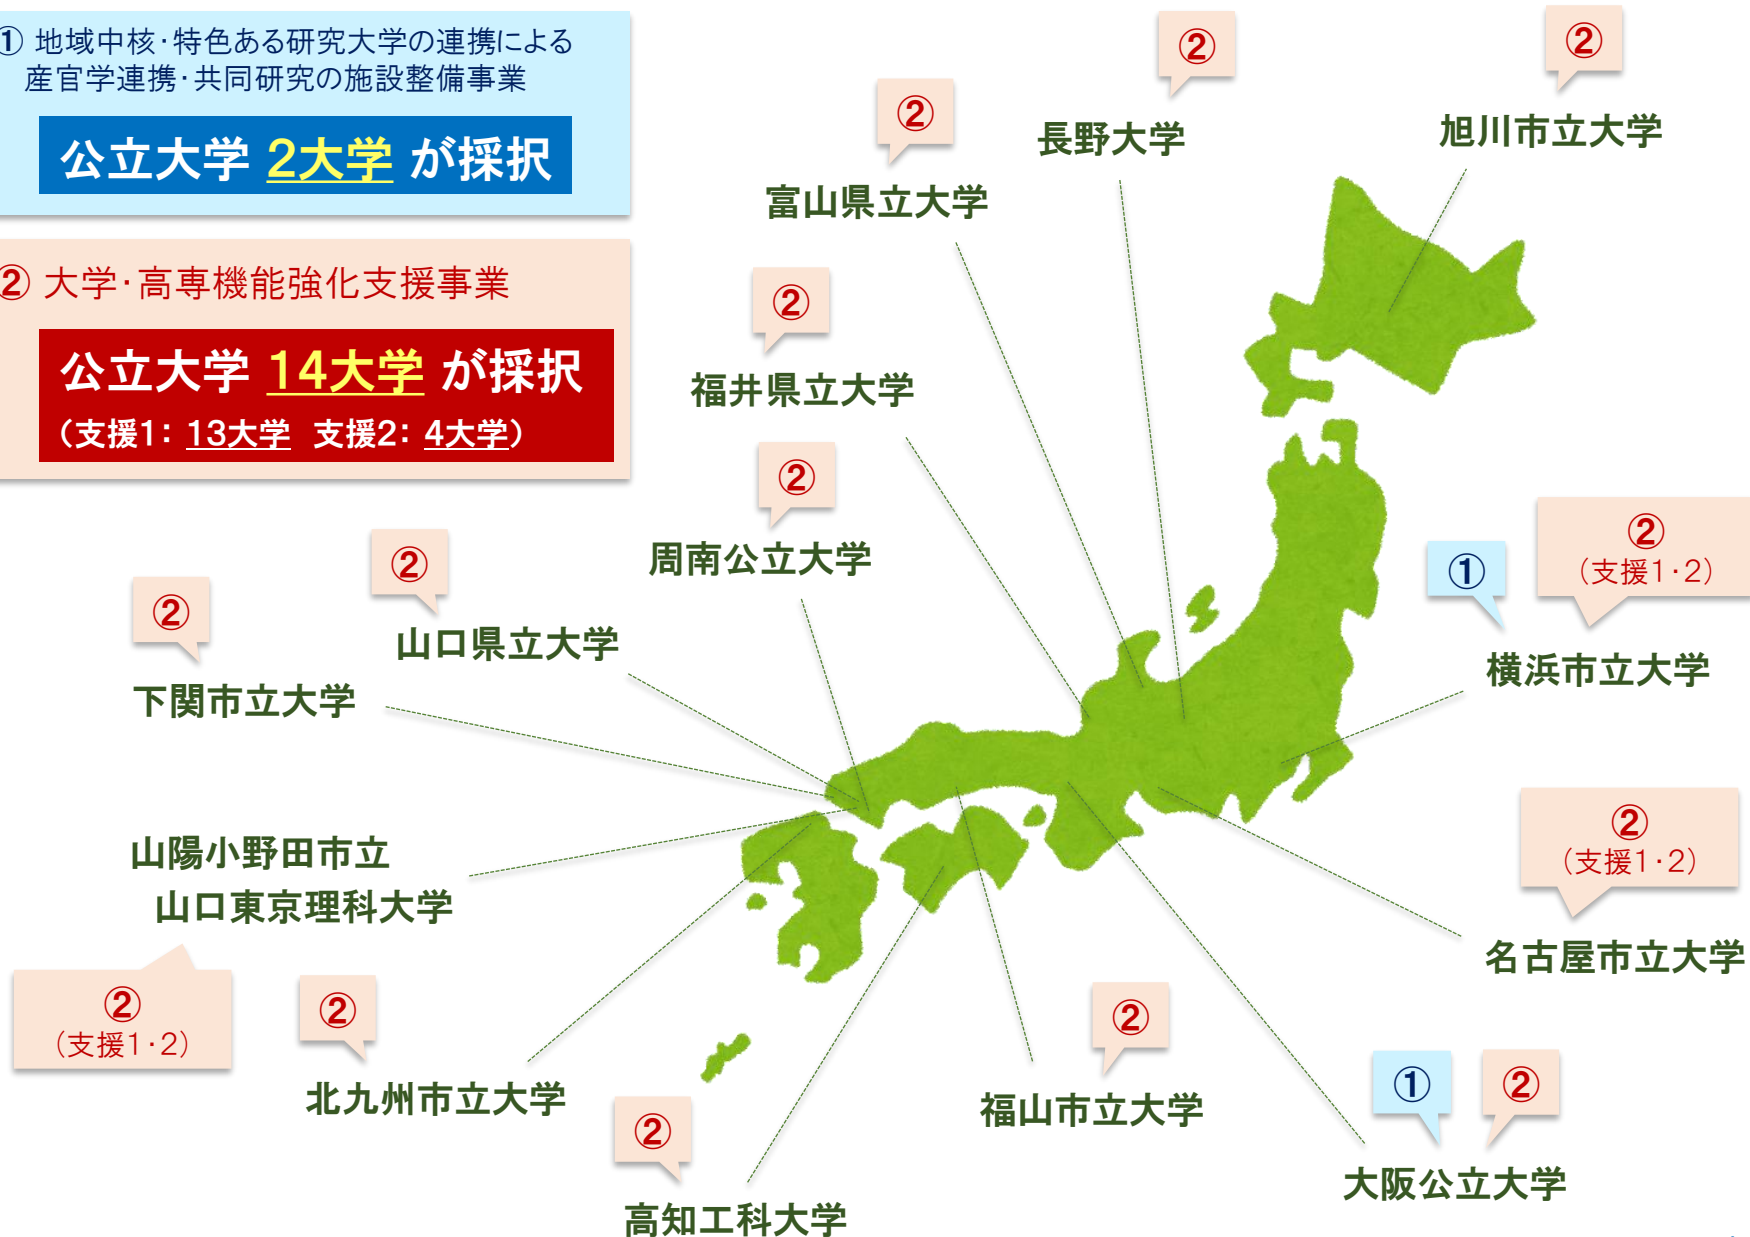 ① 地域中核・特色ある研究大学の連携による
産官学連携・共同研究の施設整備事業
公立大学 2大学 が採択
② 大学・高専機能強化支援事業
公立大学 14大学 が採択
（支援1： 13大学 支援2： 4大学）
②
旭川市立大学
②
長野大学
②
富山県立大学
②
福井県立大学
②
周南公立大学
②
山口県立大学
②
下関市立大学
山陽小野田市立
山口東京理科大学
②
（支援1・2）
②
北九州市立大学
②
高知工科大学
②
福山市立大学
①
②
大阪公立大学
②
（支援1・2）
名古屋市立大学
①
②
（支援1・2）
横浜市立大学